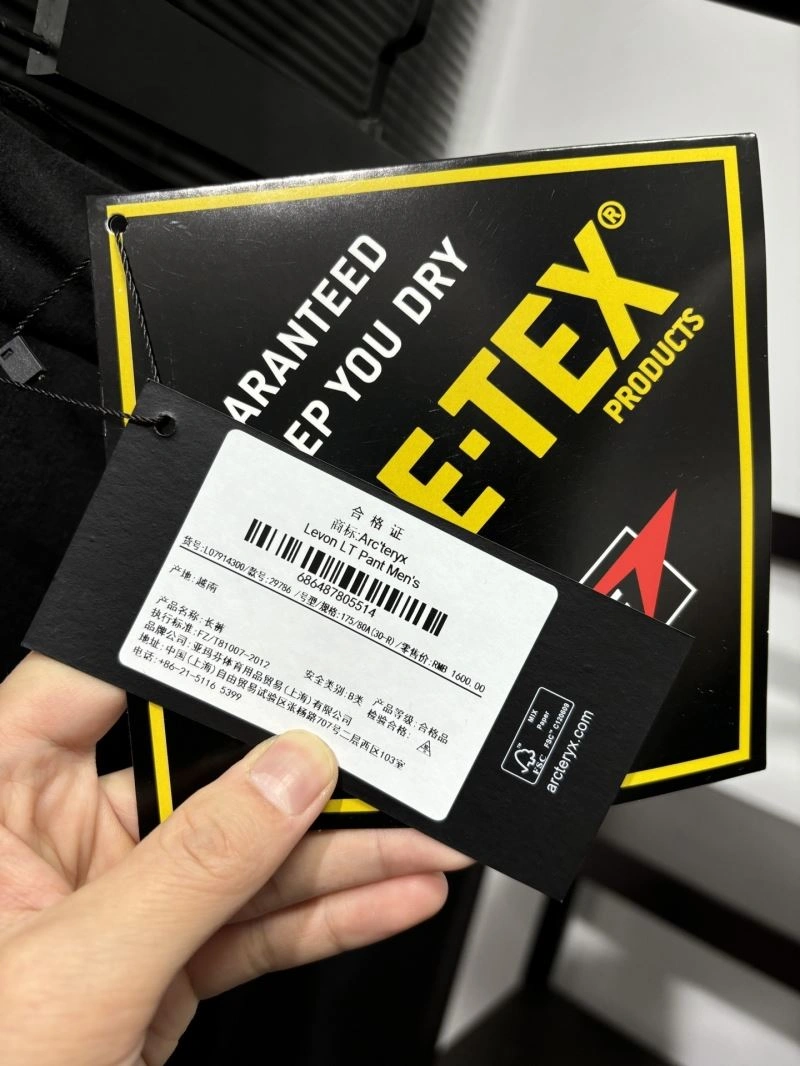 ARANTEED
EP YOU DRY
E-TEX®
PRODUCTS
合格证
商标:Arc'teryx
Levon LT Pant Men's
686487805514
货号:L07914300/款号:29786 /号型/规格:175/80A(30-R)/零售价:RMB 1600.00
产地:越南
产品名称:长裤
执行标准:FZ/T81007-2012
安全类别:B类 产品等级:合格品
品牌公司:亚玛芬体育用品贸易(上海)有限公司 检验合格:
地址:中国(上海)自由贸易试验区张杨路707号二层西区103室
电话:+86-21-5116 5399
FSC
MIX
Paper
FSC™ C120609
arcteryx.com